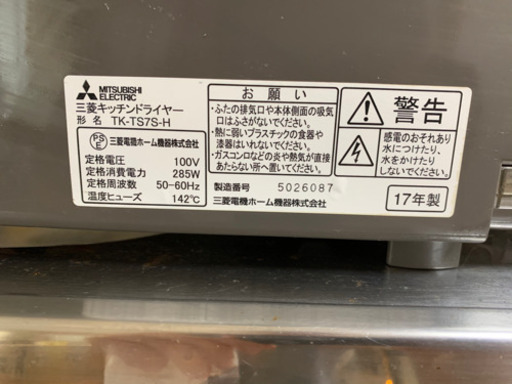 MITSUBISHI
ELECTRIC
三菱キッチンドライヤー
形 名 TK-TS7S-H
PSE 三菱電機ホーム機器株式会社
定格電圧 100V
定格消費電力 285W
定格周波数 50-60Hz
温度ヒューズ 142℃
お 願 い
・ふたの排気口や本体側面の吸気
口はふさがないでください。
・熱に弱いプラスチックの食器や
漆器はいれないでください。
・ガスコンロなどの炎や熱気が直接
あたらない所へ置いてください。
製造番号 5026087
三菱電機ホーム機器株式会社
警告
感電のおそれあり
水につけたり、
水をかけたり
しないでください。
17年製